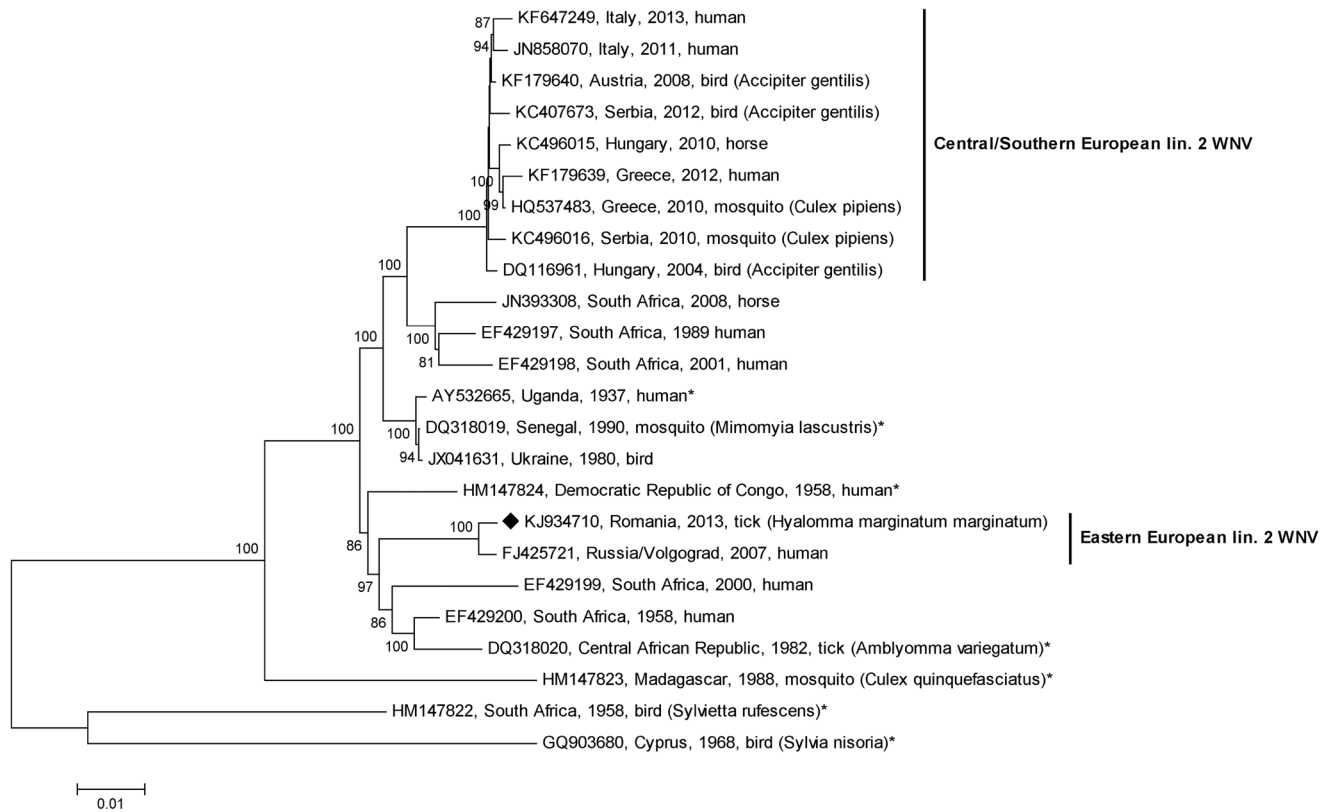 87
KF647249, Italy, 2013, human
94
JN858070, Italy, 2011, human
KF179640, Austria, 2008, bird (Accipiter gentilis)
KC407673, Serbia, 2012, bird (Accipiter gentilis)
KC496015, Hungary, 2010, horse
Central/Southern European lin. 2 WNV
100
KF179639, Greece, 2012, human
99
HQ537483, Greece, 2010, mosquito (Culex pipiens)
100
KC496016, Serbia, 2010, mosquito (Culex pipiens)
100
DQ116961, Hungary, 2004, bird (Accipiter gentilis)
JN393308, South Africa, 2008, horse
100
100
EF429197, South Africa, 1989 human
81
EF429198, South Africa, 2001, human
AY532665, Uganda, 1937, human*
100
100
DQ318019, Senegal, 1990, mosquito (Mimomyia lascustris)*
94
JX041631, Ukraine, 1980, bird
HM147824, Democratic Republic of Congo, 1958, human*
100
KJ934710, Romania, 2013, tick (Hyalomma marginatum marginatum)
Eastern European lin. 2 WNV
100
86
FJ425721, Russia/Volgograd, 2007, human
97
EF429199, South Africa, 2000, human
86
EF429200, South Africa, 1958, human
100
DQ318020, Central African Republic, 1982, tick (Amblyomma variegatum)*
HM147823, Madagascar, 1988, mosquito (Culex quinquefasciatus)*
HM147822, South Africa, 1958, bird (Sylvietta rufescens)*
GQ903680, Cyprus, 1968, bird (Sylvia nisoria)*
0.01